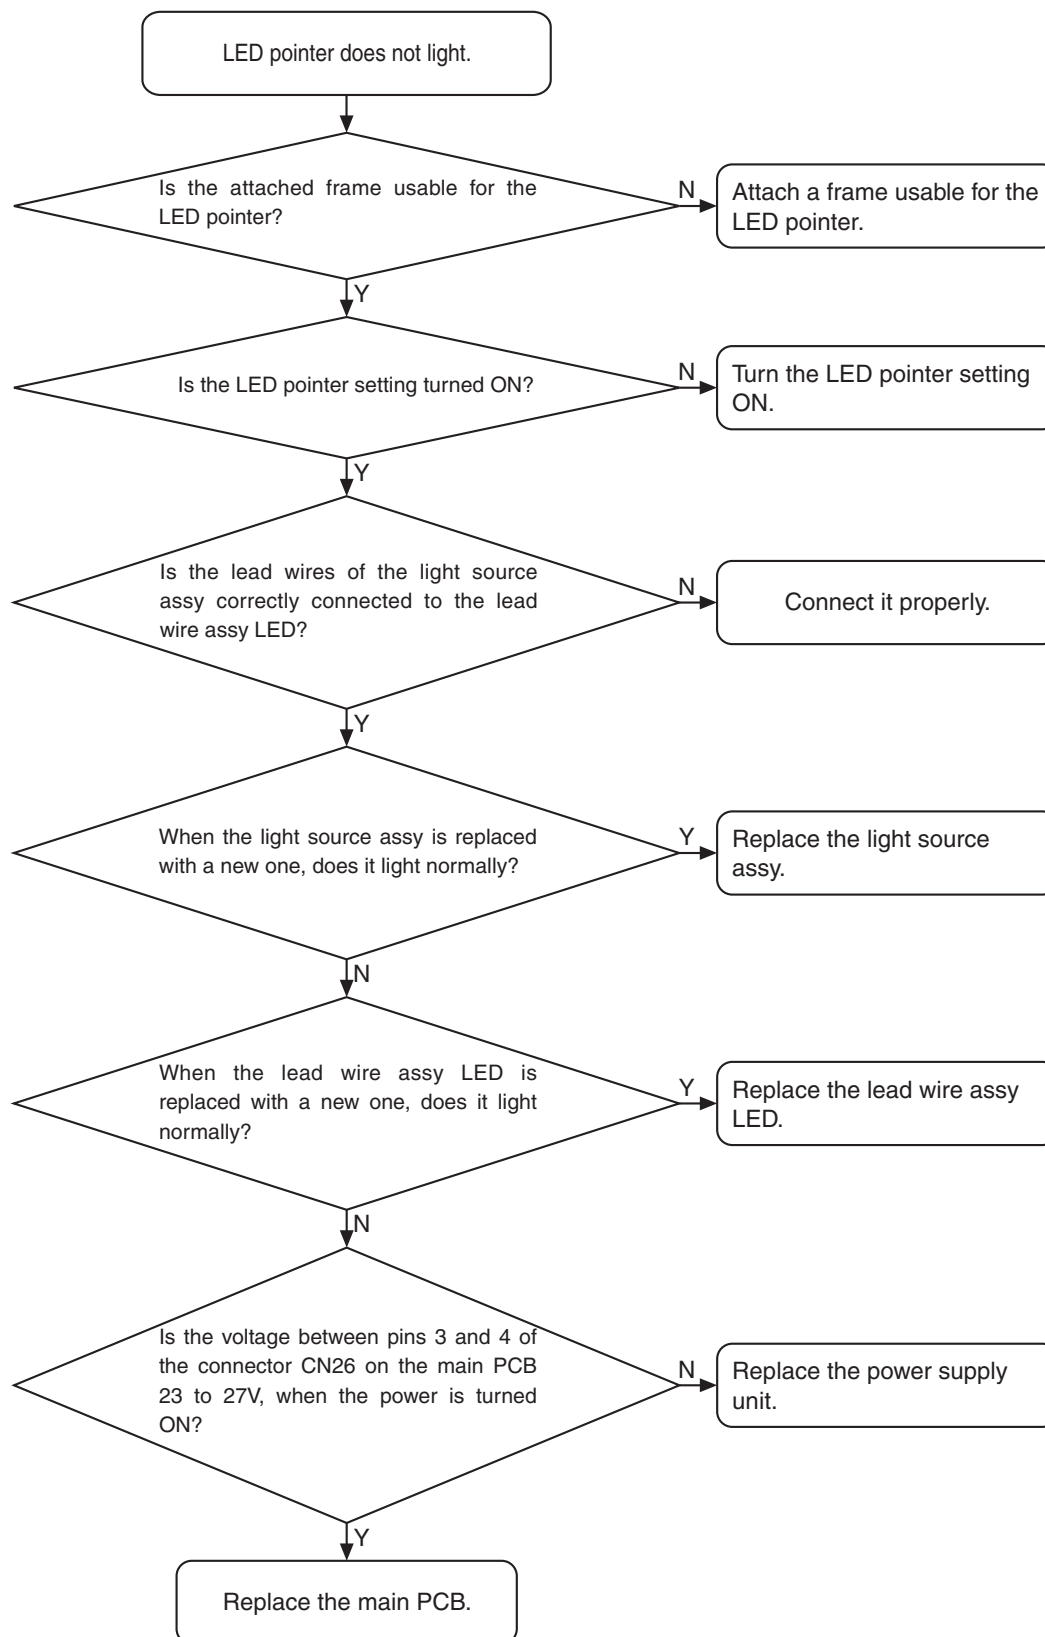 LED pointer does not light.
Is the attached frame usable for the
LED pointer?
N
Attach a frame usable for the
LED pointer.
Y
Is the LED pointer setting turned ON?
N
Turn the LED pointer setting
ON.
Y
Is the lead wires of the light source
assy correctly connected to the lead
wire assy LED?
N
Connect it properly.
Y
When the light source assy is replaced
with a new one, does it light normally?
Y
Replace the light source
assy.
N
When the lead wire assy LED is
replaced with a new one, does it light
normally?
Y
Replace the lead wire assy
LED.
N
Is the voltage between pins 3 and 4 of
the connector CN26 on the main PCB
23 to 27V, when the power is turned
ON?
N
Replace the power supply
unit.
Y
Replace the main PCB.